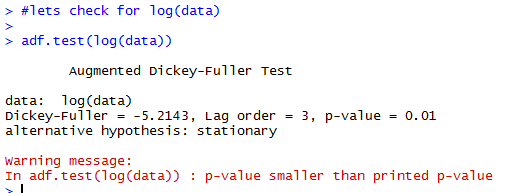 > #lets check for log(data)
>
> adf.test(log(data))
Augmented Dickey-Fuller Test
data:  log(data)
Dickey-Fuller = -5.2143, Lag order = 3, p-value = 0.01
alternative hypothesis: stationary
Warning message:
In adf.test(log(data)) : p-value smaller than printed p-value
>